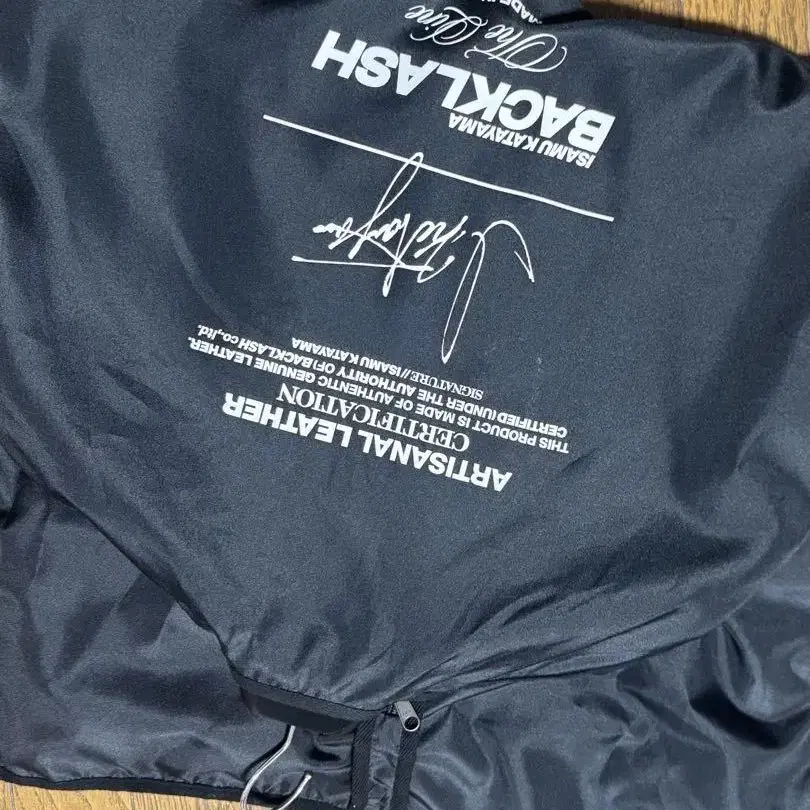 ARTISANAL LEATHER
CERTIFICATION
THIS PRODUCT IS MADE OF AUTHENTIC GENUINE LEATHER.
CERTIFIED (UNDER THE AUTHORITY OF) BACKLASH co.,ltd.
SIGNATURE // ISAMU KATAYAMA
ISAMU KATAYAMA
BACKLASH
The Line
MADE